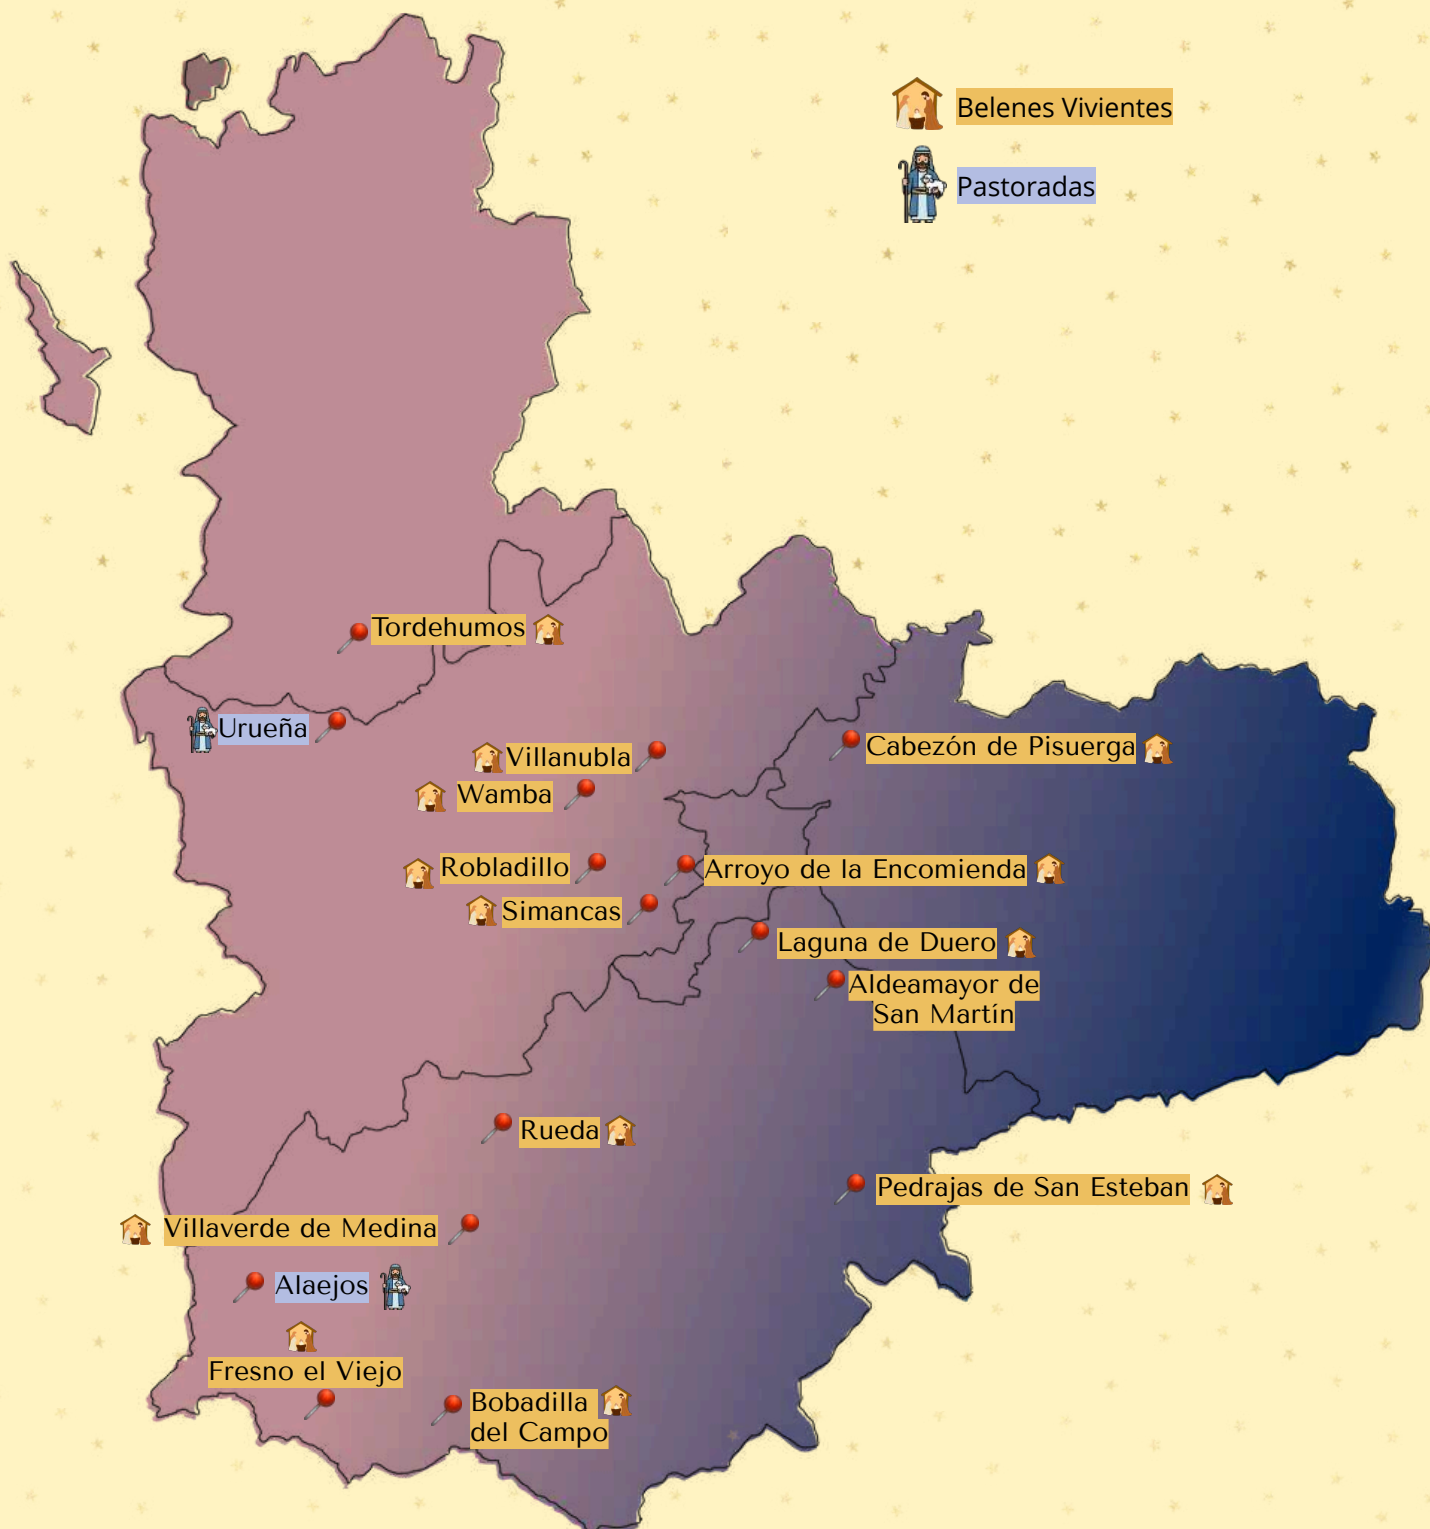 Belenes Vivientes
Pastoradas
Tordehumos
Urueña
Villanubla
Cabezón de Pisuerga
Wamba
Robladillo
Arroyo de la Encomienda
Simancas
Laguna de Duero
Aldeamayor de
San Martín
Rueda
Pedrajas de San Esteban
Villaverde de Medina
Alaejos
Fresno el Viejo
Bobadilla
del Campo